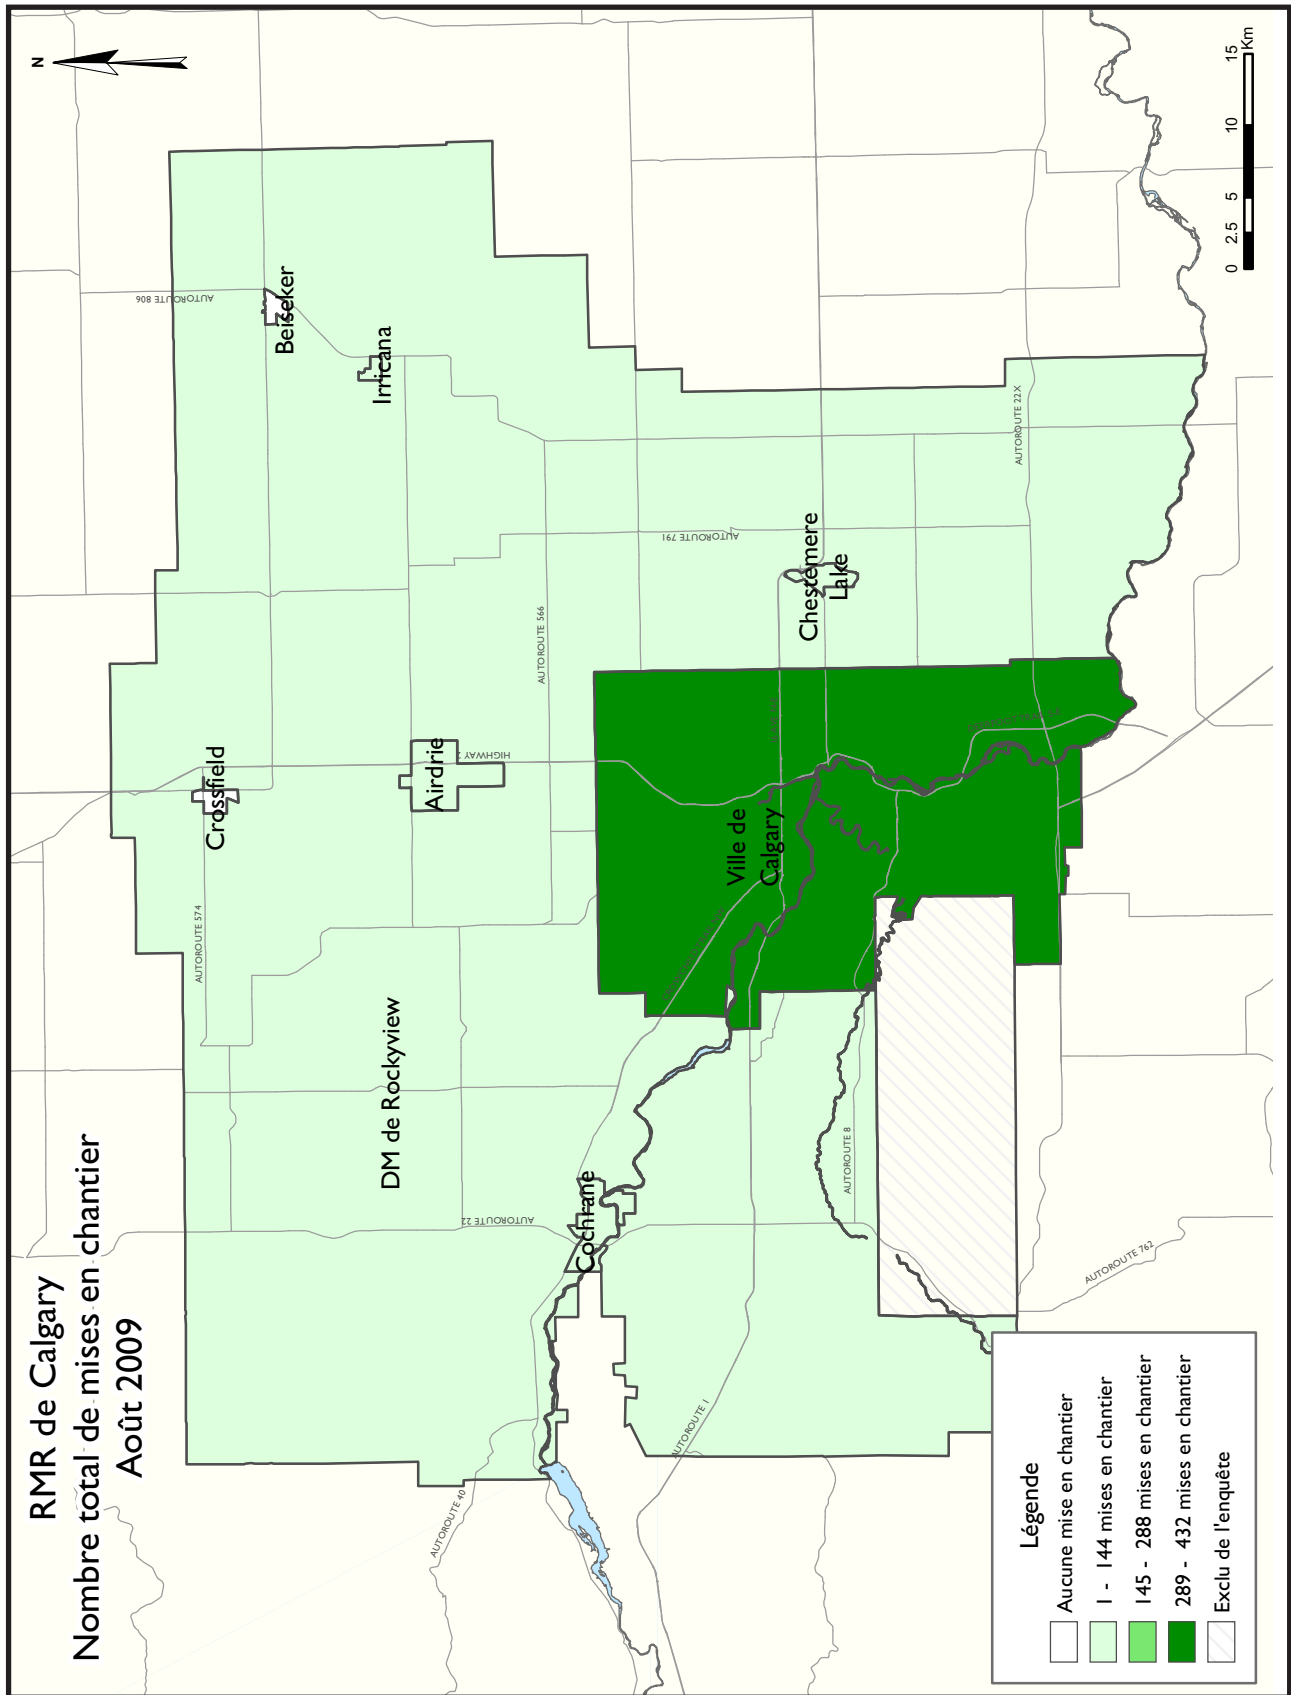 RMR de Calgary
Nombre total de mises en chantier
Août 2009
N
AUTOROUTE 806
Beiseker
Irricana
Crossfield
AUTOROUTE 574
Airdrie
HIGHWAY 2
AUTOROUTE 566
AUTOROUTE 791
DM de Rockyview
AUTOROUTE 22
Cochrane
Ville de
Calgary
Chestemere
Lake
AUTOROUTE 22X
AUTOROUTE 8
AUTOROUTE 40
AUTOROUTE 1
AUTOROUTE 762
Légende
Aucune mise en chantier
1 - 144 mises en chantier
145 - 288 mises en chantier
289 - 432 mises en chantier
Exclu de l'enquête
0 2.5 5 10 15
Km